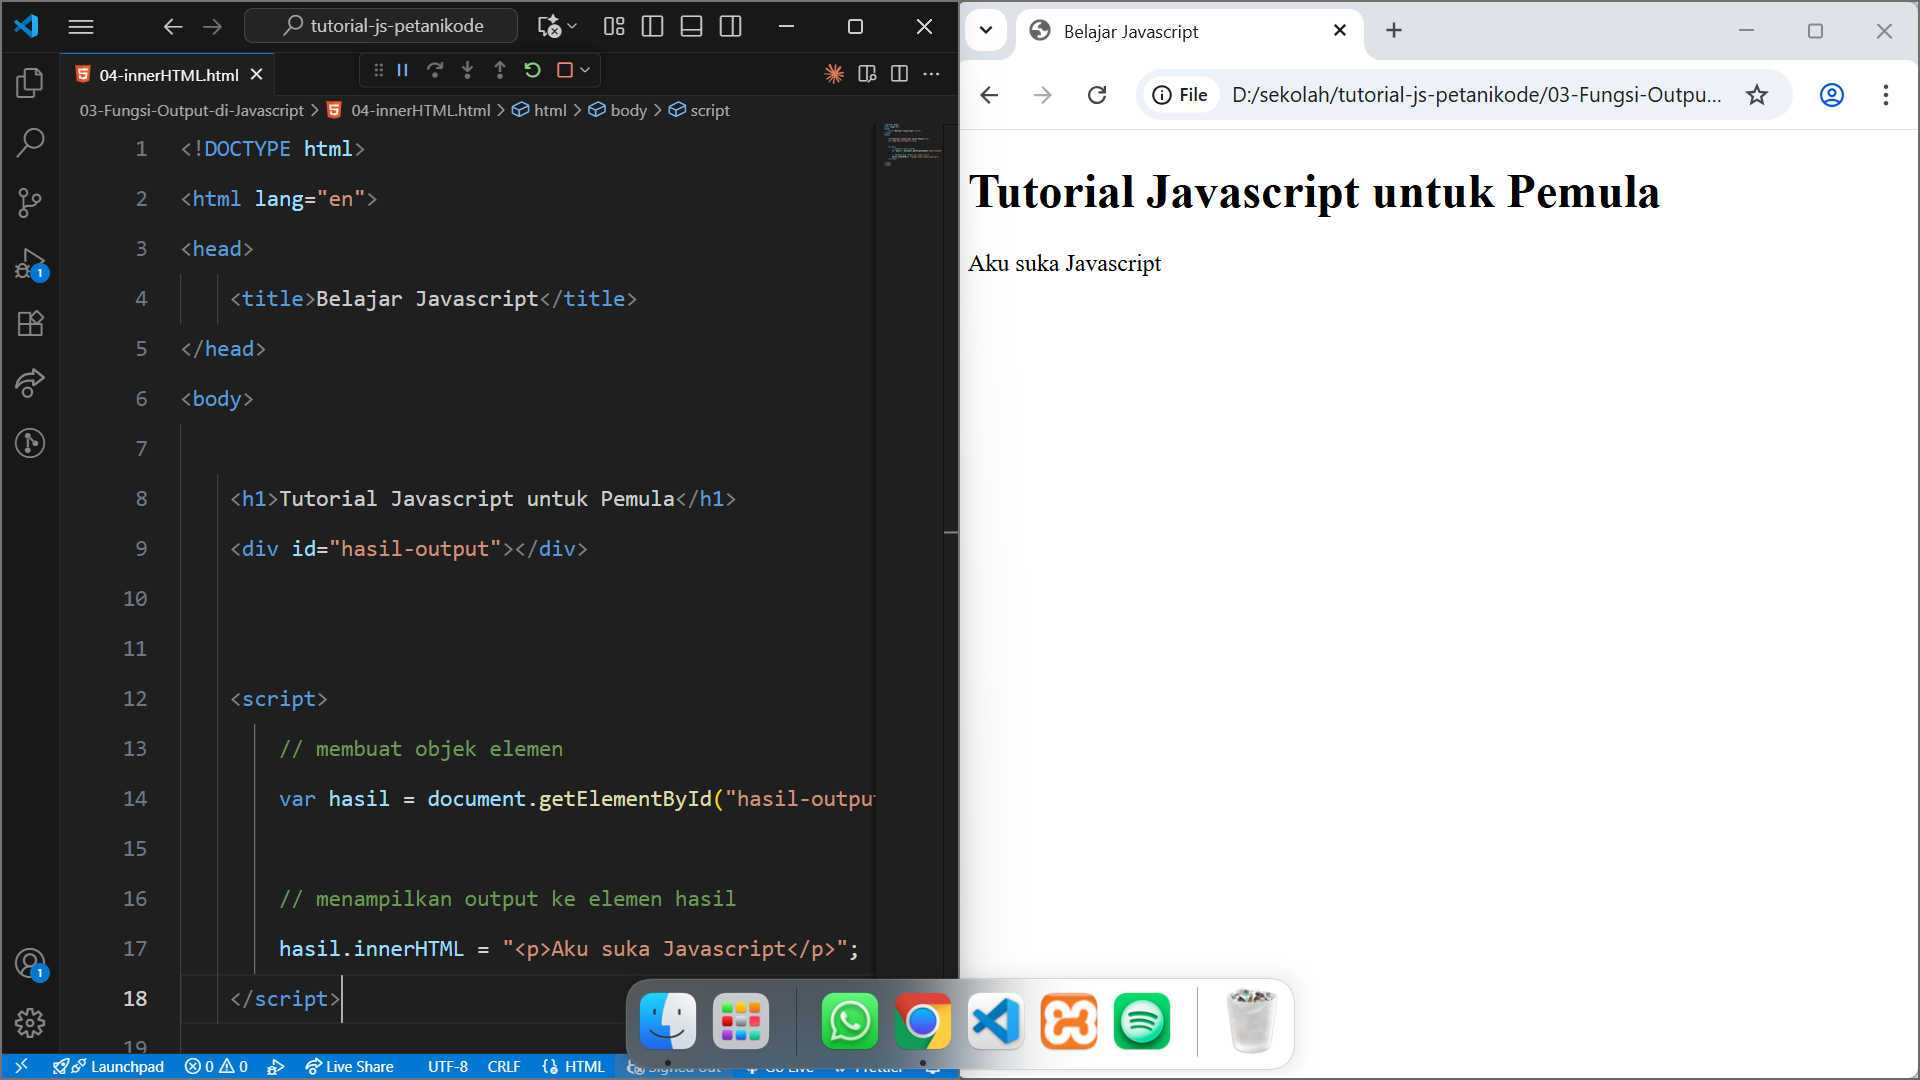 tutorial-js-petanikode
04-innerHTML.html
03-Fungsi-Output-di-Javascript > 04-innerHTML.html > html > body > script
1 <!DOCTYPE html>
2 <html lang="en">
3 <head>
4 <title>Belajar Javascript</title>
5 </head>
6 <body>
7
8 <h1>Tutorial Javascript untuk Pemula</h1>
9 <div id="hasil-output"></div>
10
11
12 <script>
13 // membuat objek elemen
14 var hasil = document.getElementById("hasil-output
15
16 // menampilkan output ke elemen hasil
17 hasil.innerHTML = "<p>Aku suka Javascript</p>";
18 </script>
19
1
1
Launchpad 0 0 Live Share UTF-8 CRLF {} HTML Signed out Go Live Prettier
Belajar Javascript
File D:/sekolah/tutorial-js-petanikode/03-Fungsi-Outpu...
Tutorial Javascript untuk Pemula
Aku suka Javascript